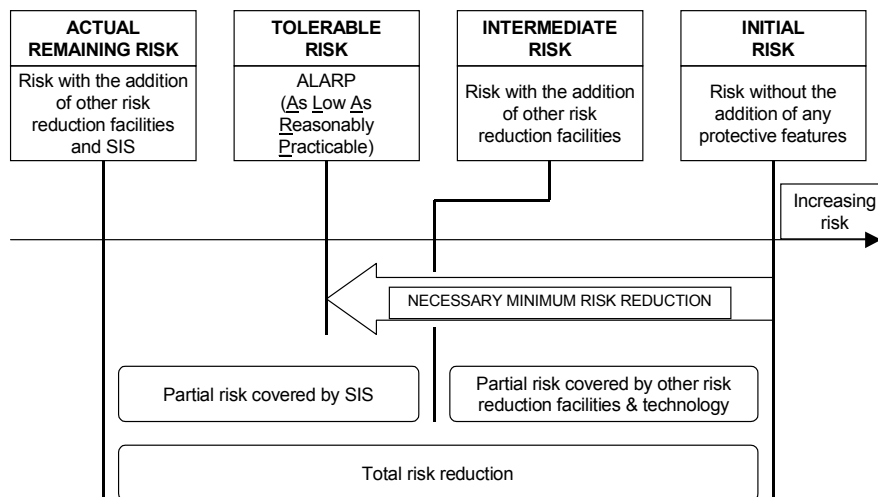 ACTUAL
REMAINING RISK
Risk with the addition
of other risk
reduction facilities
and SIS
TOLERABLE
RISK
ALARP
(As Low As
Reasonably
Practicable)
INTERMEDIATE
RISK
Risk with the addition
of other risk
reduction facilities
INITIAL
RISK
Risk without the
addition of any
protective features
Increasing
risk
NECESSARY MINIMUM RISK REDUCTION
Partial risk covered by SIS
Partial risk covered by other risk
reduction facilities & technology
Total risk reduction